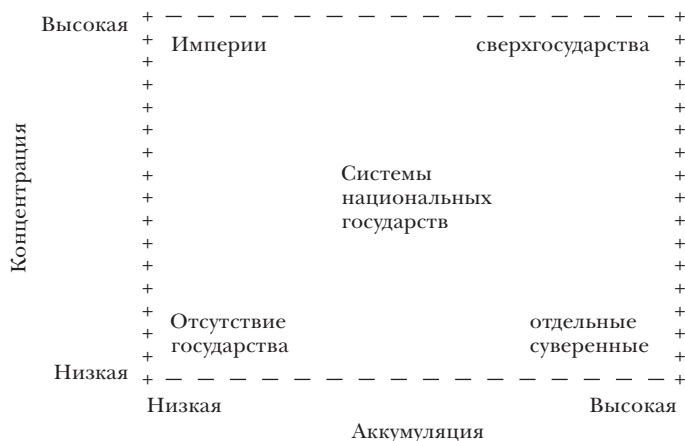 Высокая
Империи
сверхгосударства
Концентрация
Системы
национальных
государств
Отсутствие
государства
отдельные
суверенные
Низкая
Низкая
Высокая
Аккумуляция